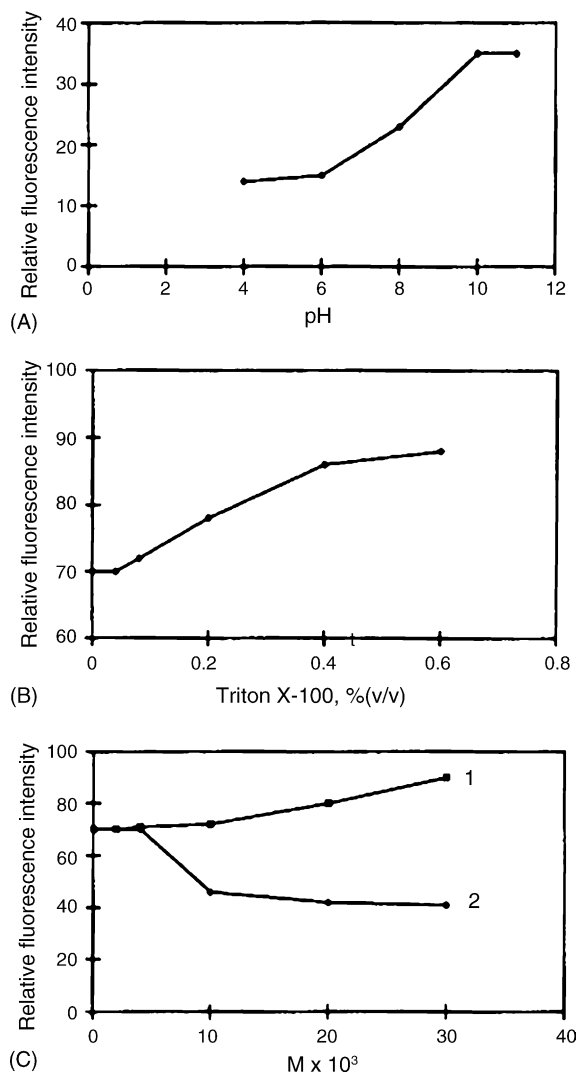 Relative fluorescence intensity
40
30
20
10
0
0 2 4 6 8 10 12
pH
(A)
Relative fluorescence intensity
100
90
80
70
60
0 0.2 0.4 0.6 0.8
Triton X-100, %(v/v)
(B)
Relative fluorescence intensity
100
80
60
40
20
0
1
2
0 10 20 30 40
M x 10³
(C)